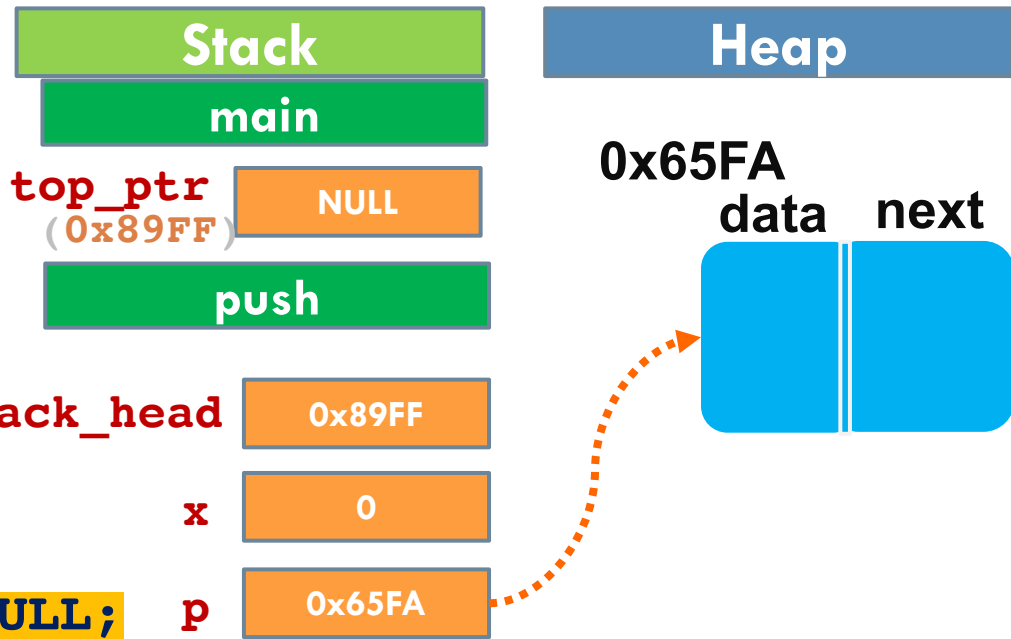 Stack
Heap
main
0x65FA
top_ptr
NULL
data next
(0x89FF)
push
ack_head
0x89FF
x
0
ULL;
p
0x65FA